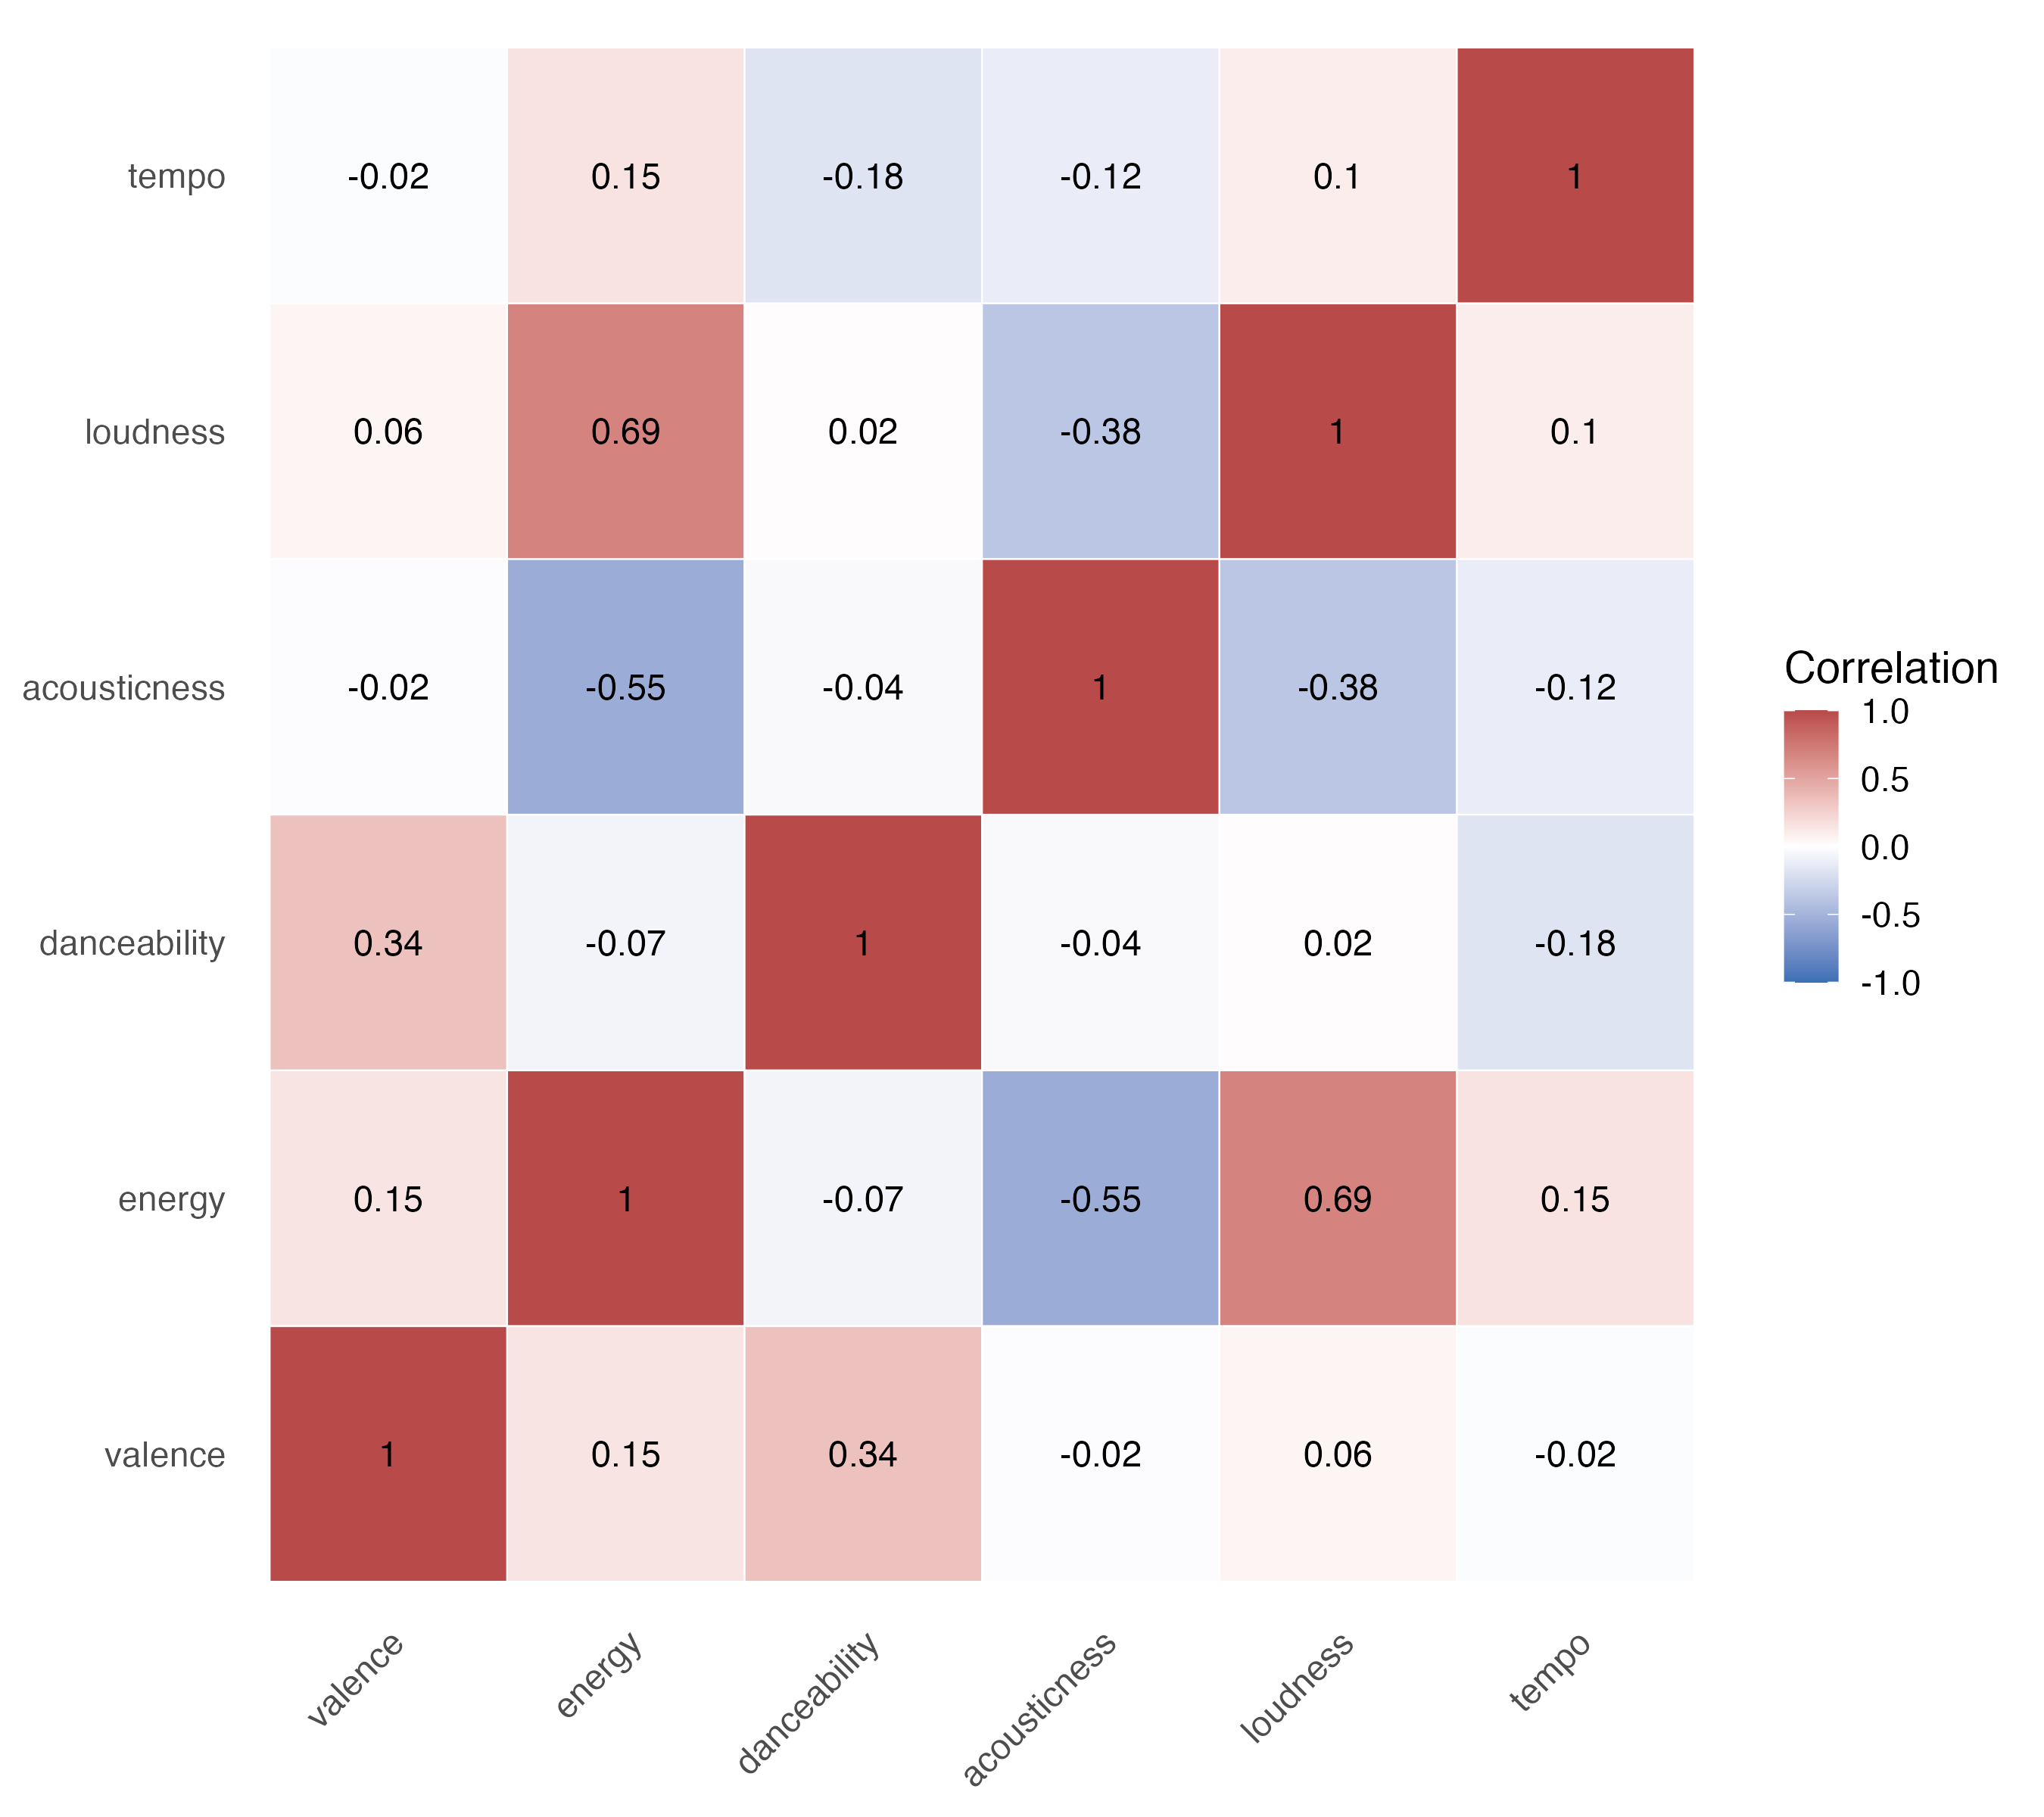 tempo -0.02 0.15 -0.18 -0.12 0.1 1
loudness 0.06 0.69 0.02 -0.38 1 0.1
acousticness -0.02 -0.55 -0.04 1 -0.38 -0.12
danceability 0.34 -0.07 1 -0.04 0.02 -0.18
energy 0.15 1 -0.07 -0.55 0.69 0.15
valence 1 0.15 0.34 -0.02 0.06 -0.02
valence energy danceability acousticness loudness tempo
Correlation
1.0
0.5
0.0
-0.5
-1.0